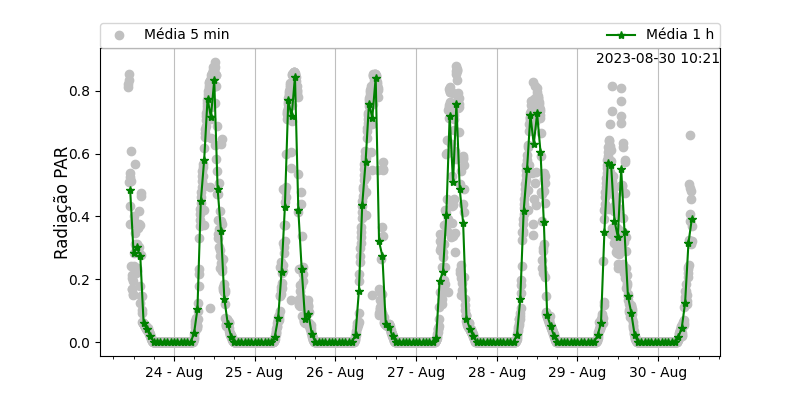 Média 5 min
Média 1 h
2023-08-30 10:21
Radiação PAR
0.8
0.6
0.4
0.2
0.0
24 - Aug
25 - Aug
26 - Aug
27 - Aug
28 - Aug
29 - Aug
30 - Aug